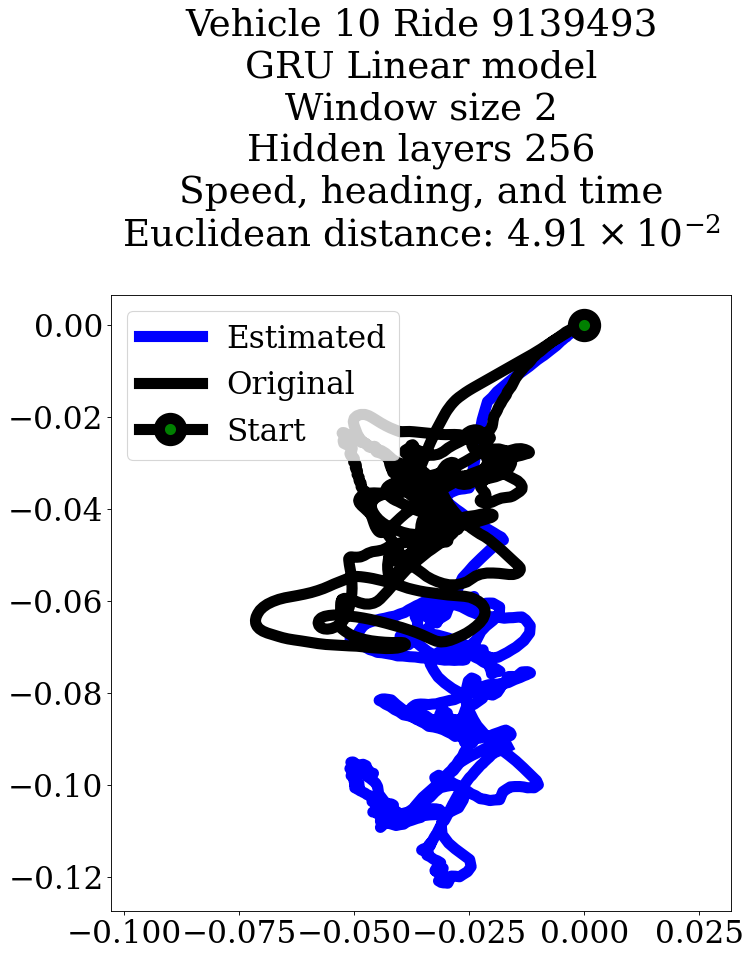 Vehicle 10 Ride 9139493
GRU Linear model
Window size 2
Hidden layers 256
Speed, heading, and time
Euclidean distance: 4.91 × 10⁻²
Estimated
Original
Start
0.00
−0.02
−0.04
−0.06
−0.08
−0.10
−0.12
−0.100 −0.075 −0.050 −0.025 0.000 0.025